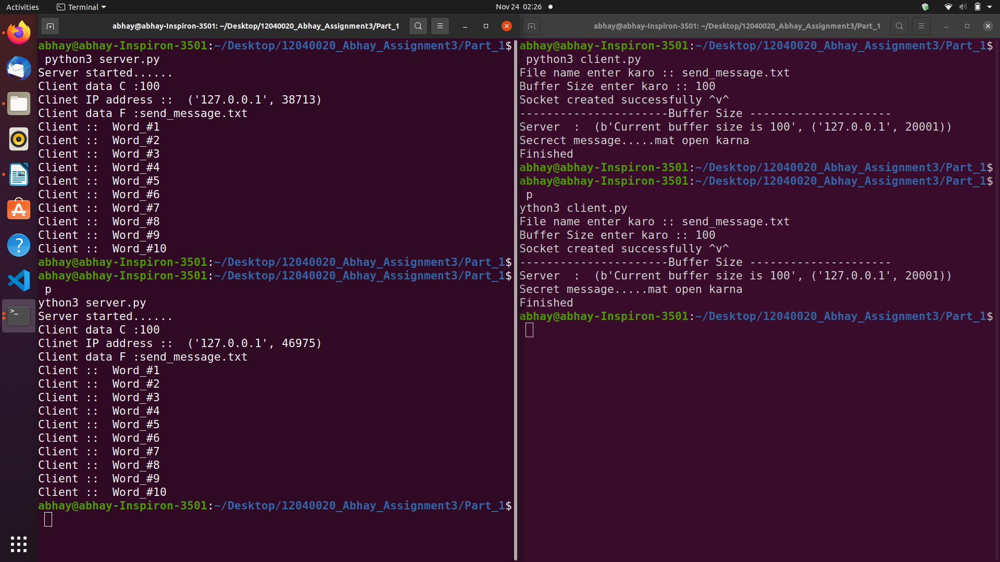 Activities Terminal Nov 24 02:26
abhay@abhay-Inspiron-3501: ~/Desktop/12040020_Abhay_Assignment3/Part_1
abhay@abhay-Inspiron-3501:~/Desktop/12040020_Abhay_Assignment3/Part_1$
python3 server.py
Server started......
Client data C :100
Clinet IP address ::  ('127.0.0.1', 38713)
Client data F :send_message.txt
Client ::  Word_#1
Client ::  Word_#2
Client ::  Word_#3
Client ::  Word_#4
Client ::  Word_#5
Client ::  Word_#6
Client ::  Word_#7
Client ::  Word_#8
Client ::  Word_#9
Client ::  Word_#10
abhay@abhay-Inspiron-3501:~/Desktop/12040020_Abhay_Assignment3/Part_1$
abhay@abhay-Inspiron-3501:~/Desktop/12040020_Abhay_Assignment3/Part_1$
p
ython3 server.py
Server started......
Client data C :100
Clinet IP address ::  ('127.0.0.1', 46975)
Client data F :send_message.txt
Client ::  Word_#1
Client ::  Word_#2
Client ::  Word_#3
Client ::  Word_#4
Client ::  Word_#5
Client ::  Word_#6
Client ::  Word_#7
Client ::  Word_#8
Client ::  Word_#9
Client ::  Word_#10
abhay@abhay-Inspiron-3501:~/Desktop/12040020_Abhay_Assignment3/Part_1$
abhay@abhay-Inspiron-3501: ~/Desktop/12040020_Abhay_Assignment3/Part_1
abhay@abhay-Inspiron-3501:~/Desktop/12040020_Abhay_Assignment3/Part_1$
python3 client.py
File name enter karo :: send_message.txt
Buffer Size enter karo :: 100
Socket created successfully ^v^
----------------------Buffer Size ---------------------
Server  :  (b'Current buffer size is 100', ('127.0.0.1', 20001))
Secrect message.....mat open karna
Finished
abhay@abhay-Inspiron-3501:~/Desktop/12040020_Abhay_Assignment3/Part_1$
abhay@abhay-Inspiron-3501:~/Desktop/12040020_Abhay_Assignment3/Part_1$
p
ython3 client.py
File name enter karo :: send_message.txt
Buffer Size enter karo :: 100
Socket created successfully ^v^
----------------------Buffer Size ---------------------
Server  :  (b'Current buffer size is 100', ('127.0.0.1', 20001))
Secret message.....mat open karna
Finished
abhay@abhay-Inspiron-3501:~/Desktop/12040020_Abhay_Assignment3/Part_1$